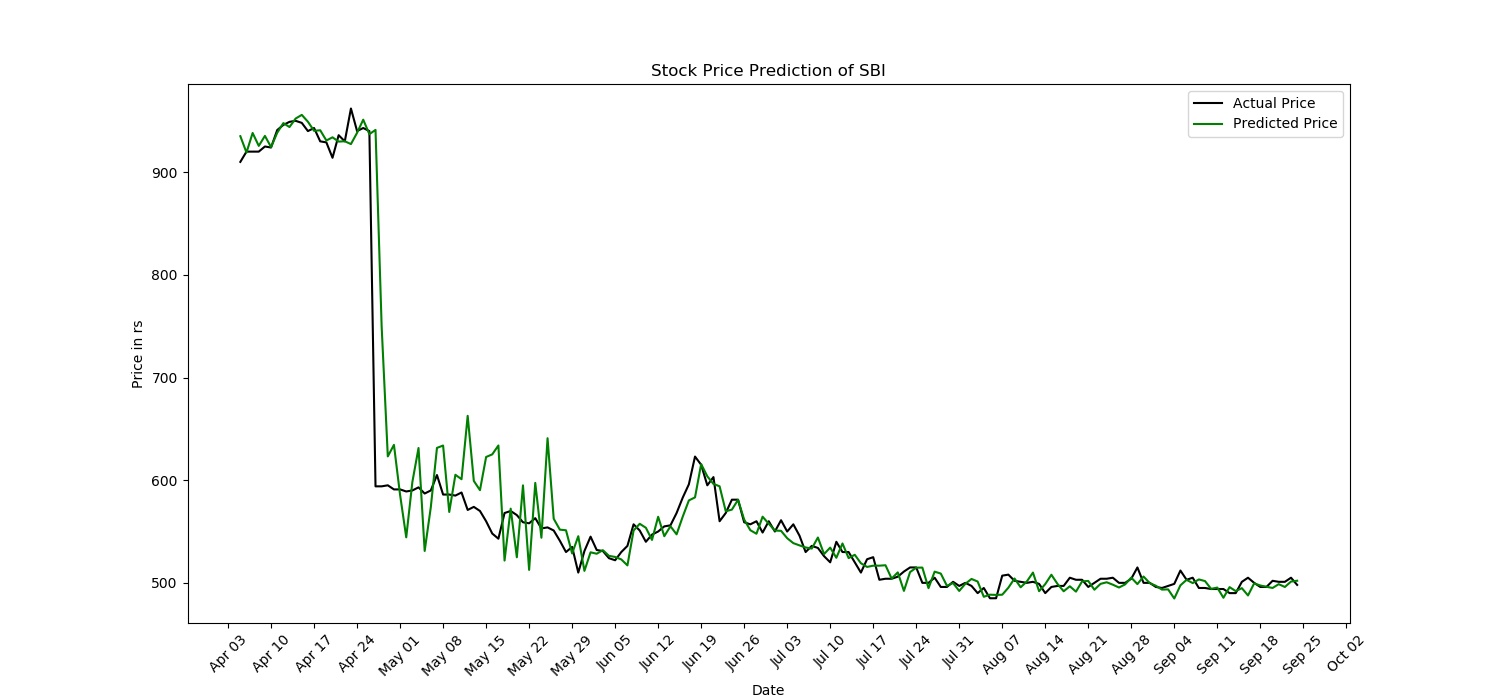 Stock Price Prediction of SBI
Actual Price
Predicted Price
Price in rs
900
800
700
600
500
Apr 03
Apr 10
Apr 17
Apr 24
May 01
May 08
May 15
May 22
May 29
Jun 05
Jun 12
Jun 19
Jun 26
Jul 03
Jul 10
Jul 17
Jul 24
Jul 31
Aug 07
Aug 14
Aug 21
Aug 28
Sep 04
Sep 11
Sep 18
Sep 25
Oct 02
Date